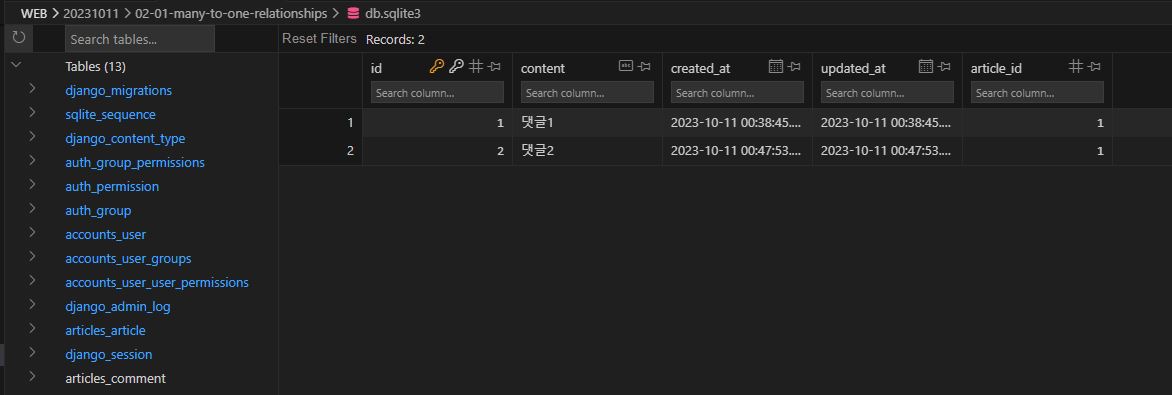 WEB > 20231011 > 02-01-many-to-one-relationships > db.sqlite3
Search tables... Reset Filters Records: 2
Tables (13)
django_migrations
sqlite_sequence
django_content_type
auth_group_permissions
auth_permission
auth_group
accounts_user
accounts_user_groups
accounts_user_user_permissions
django_admin_log
articles_article
django_session
articles_comment
id content created_at updated_at article_id
Search column... Search column... Search column... Search column... Search column...
1 1 댓글1 2023-10-11 00:38:45.... 2023-10-11 00:38:45.... 1
2 2 댓글2 2023-10-11 00:47:53.... 2023-10-11 00:47:53.... 1